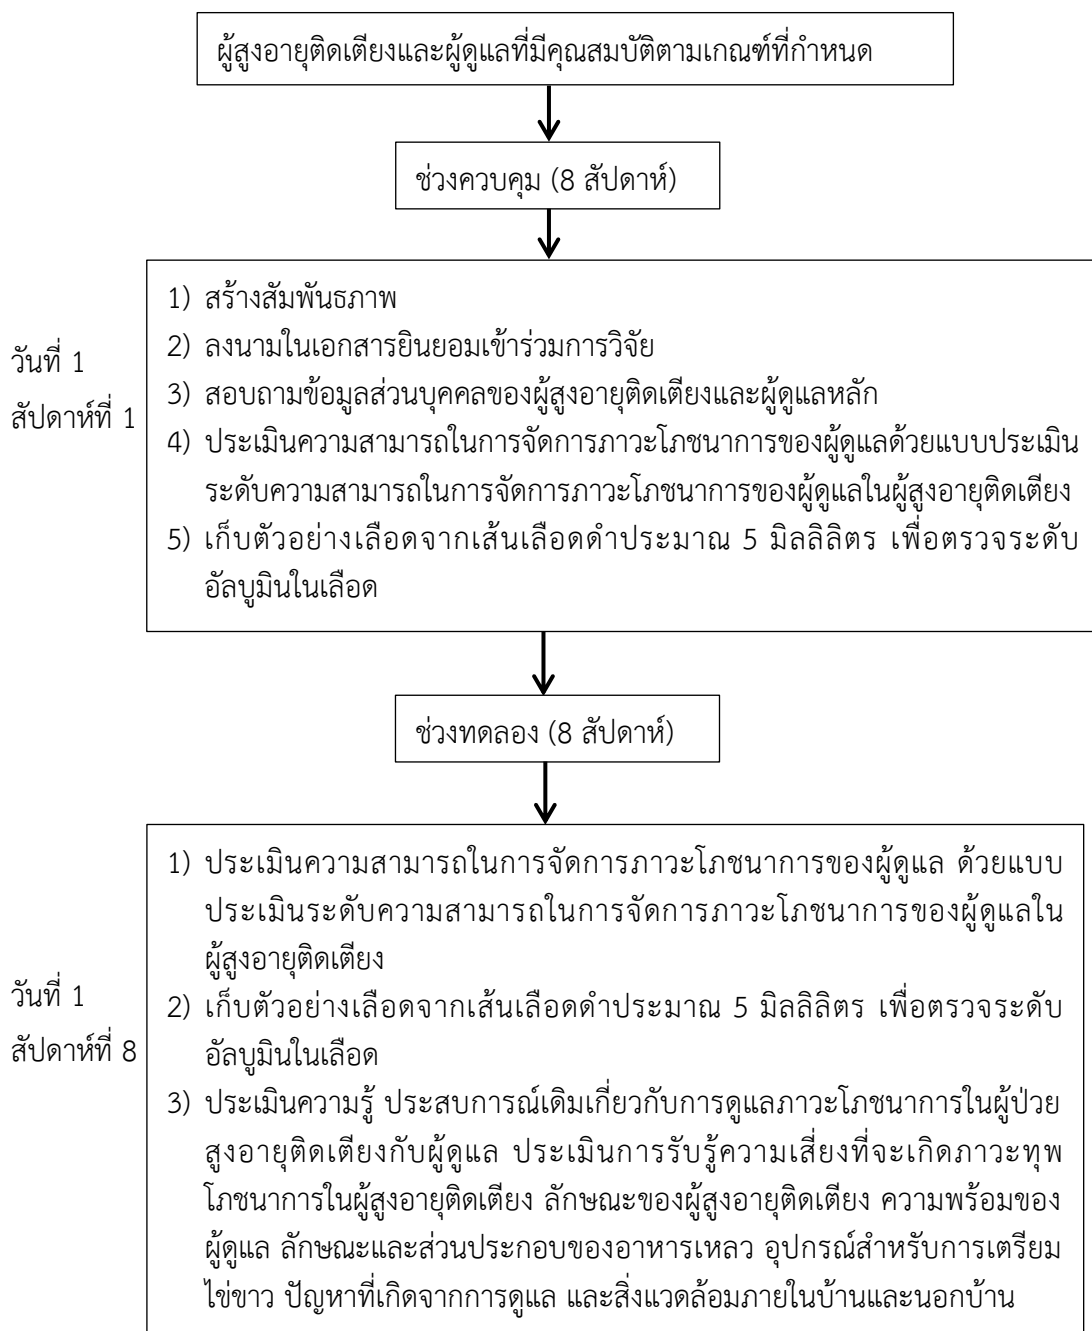 ผู้สูงอายุติดเตียงและผู้ดูแลที่มีคุณสมบัติตามเกณฑ์ที่กำหนด
ช่วงควบคุม (8 สัปดาห์)
วันที่ 1
สัปดาห์ที่ 1
1) สร้างสัมพันธภาพ
2) ลงนามในเอกสารยินยอมเข้าร่วมการวิจัย
3) สอบถามข้อมูลส่วนบุคคลของผู้สูงอายุติดเตียงและผู้ดูแลหลัก
4) ประเมินความสามารถในการจัดการภาวะโภชนาการของผู้ดูแลด้วยแบบประเมิน
ระดับความสามารถในการจัดการภาวะโภชนาการของผู้ดูแลในผู้สูงอายุติดเตียง
5) เก็บตัวอย่างเลือดจากเส้นเลือดดำประมาณ 5 มิลลิลิตร เพื่อตรวจระดับ
อัลบูมินในเลือด
ช่วงทดลอง (8 สัปดาห์)
วันที่ 1
สัปดาห์ที่ 8
1) ประเมินความสามารถในการจัดการภาวะโภชนาการของผู้ดูแล ด้วยแบบ
ประเมินระดับความสามารถในการจัดการภาวะโภชนาการของผู้ดูแลใน
ผู้สูงอายุติดเตียง
2) เก็บตัวอย่างเลือดจากเส้นเลือดดำประมาณ 5 มิลลิลิตร เพื่อตรวจระดับ
อัลบูมินในเลือด
3) ประเมินความรู้ ประสบการณ์เดิมเกี่ยวกับการดูแลภาวะโภชนาการในผู้ป่วย
สูงอายุติดเตียงกับผู้ดูแล ประเมินการรับรู้ความเสี่ยงที่จะเกิดภาวะทุพ
โภชนาการในผู้สูงอายุติดเตียง ลักษณะของผู้สูงอายุติดเตียง ความพร้อมของ
ผู้ดูแล ลักษณะและส่วนประกอบของอาหารเหลว อุปกรณ์สำหรับการเตรียม
ไข่ขาว ปัญหาที่เกิดจากการดูแล และสิ่งแวดล้อมภายในบ้านและนอกบ้าน